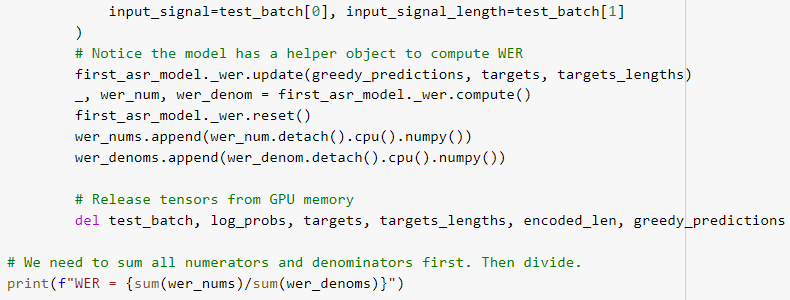 input_signal=test_batch[0], input_signal_length=test_batch[1]
)
# Notice the model has a helper object to compute WER
first_asr_model._wer.update(greedy_predictions, targets, targets_lengths)
_, wer_num, wer_denom = first_asr_model._wer.compute()
first_asr_model._wer.reset()
wer_nums.append(wer_num.detach().cpu().numpy())
wer_denoms.append(wer_denom.detach().cpu().numpy())
# Release tensors from GPU memory
del test_batch, log_probs, targets, targets_lengths, encoded_len, greedy_predictions
# We need to sum all numerators and denominators first. Then divide.
print(f"WER = {sum(wer_nums)/sum(wer_denoms)}")